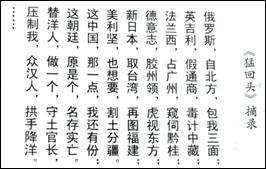 《猛回头》摘录
俄罗斯，自北方，包我三面；
英吉利，假通商，毒计中藏；
法兰西，占广州，窥伺黔桂；
德意志，胶州领，虎视东方；
新日本，取台湾，再图福建；
美利坚，也想要，割土分疆。
这中国，那一点，我还有份；
这朝廷，原是个，名存实亡。
替洋人，做一个，守土官长，
压制我，众汉人，拱手降洋。
……